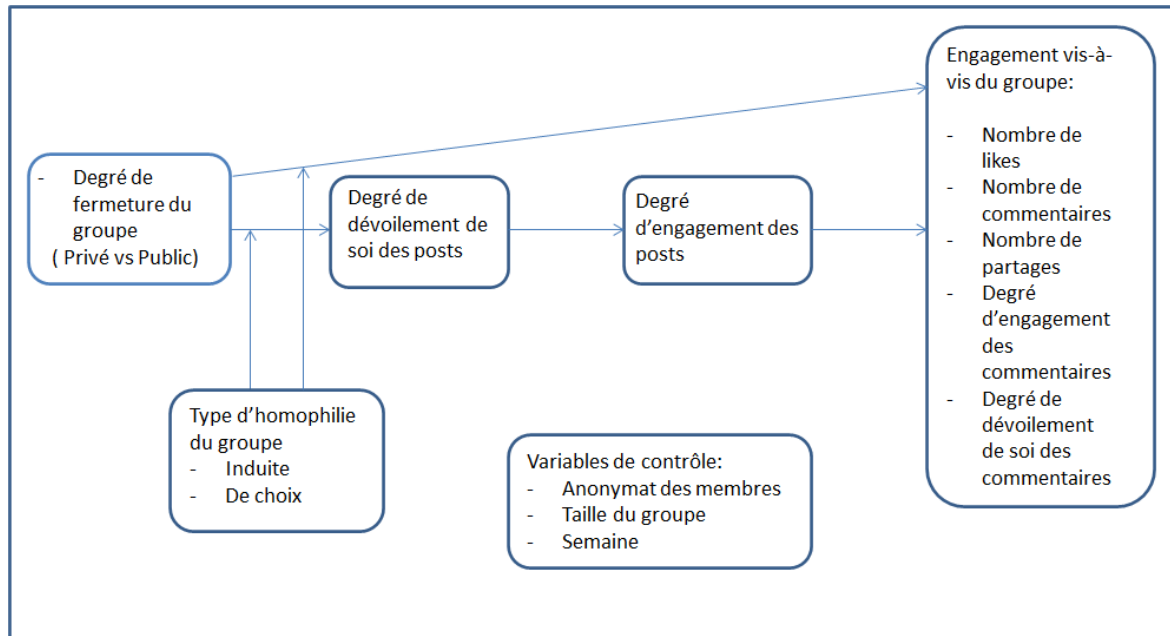 - Degré de
fermeture du
groupe
( Privé vs Public)
Degré de
dévoilement de
soi des posts
Degré
d’engagement des
posts
Engagement vis-à-
vis du groupe:
- Nombre de
likes
- Nombre de
commentaires
- Nombre de
partages
- Degré
d’engagement
des
commentaires
- Degré de
dévoilement
de soi des
commentaires
Type d’homophilie
du groupe
- Induite
- De choix
Variables de contrôle:
- Anonymat des membres
- Taille du groupe
- Semaine